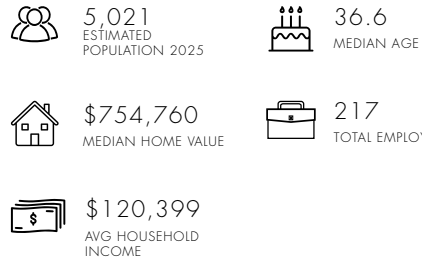 5,021
ESTIMATED
POPULATION 2025
36.6
MEDIAN AGE
$754,760
MEDIAN HOME VALUE
217
TOTAL EMPLOY
$120,399
AVG HOUSEHOLD
INCOME
$